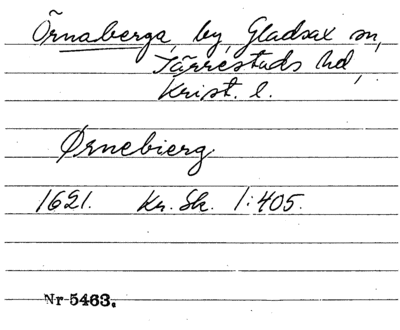 Örnaberga, by, Gladsax sn,
Järrestads hd,
Krist. l.
Ørnebierg
1621. Kr. Sk. 1:405.
Nr 5463.